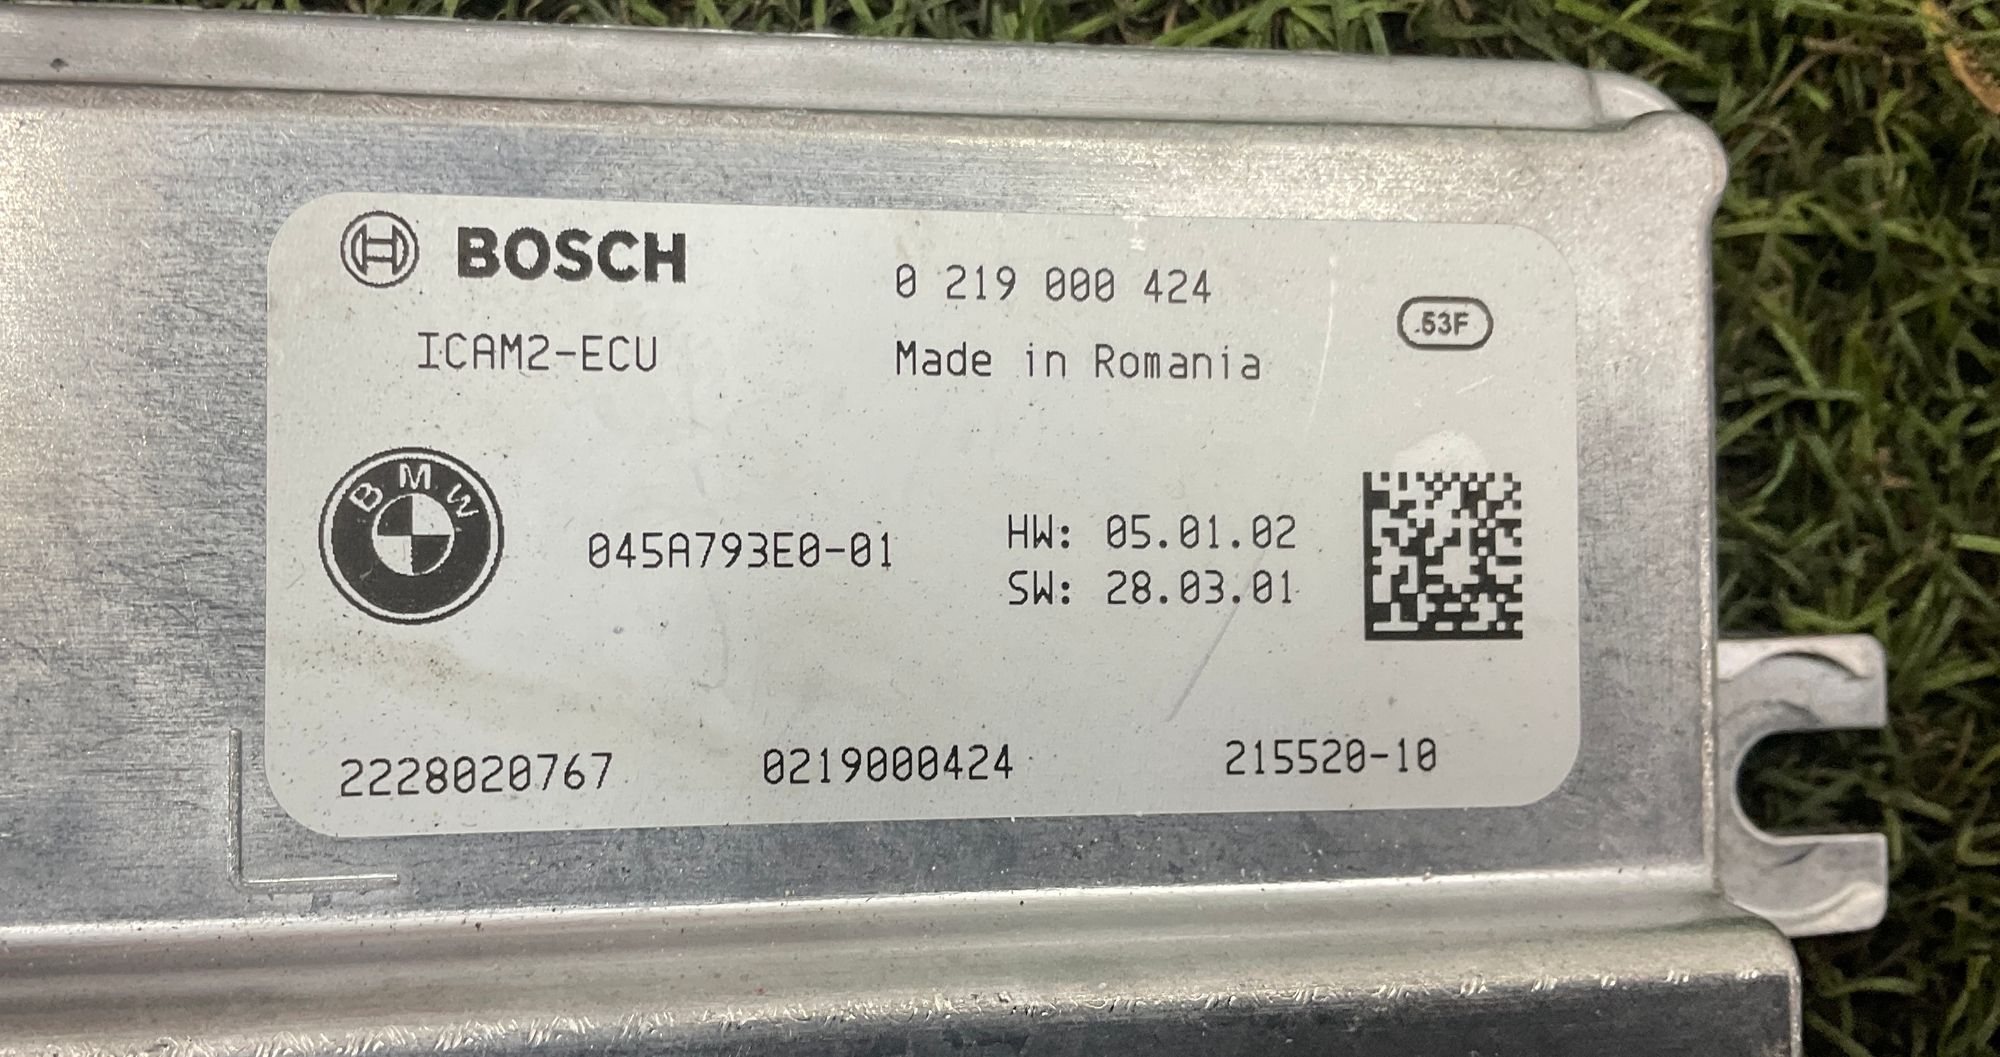 BOSCH
0 219 000 424
.53F
ICAM2-ECU
Made in Romania
BMW
045A793E0-01
HW: 05.01.02
SW: 28.03.01
2228020767
0219000424
215520-10